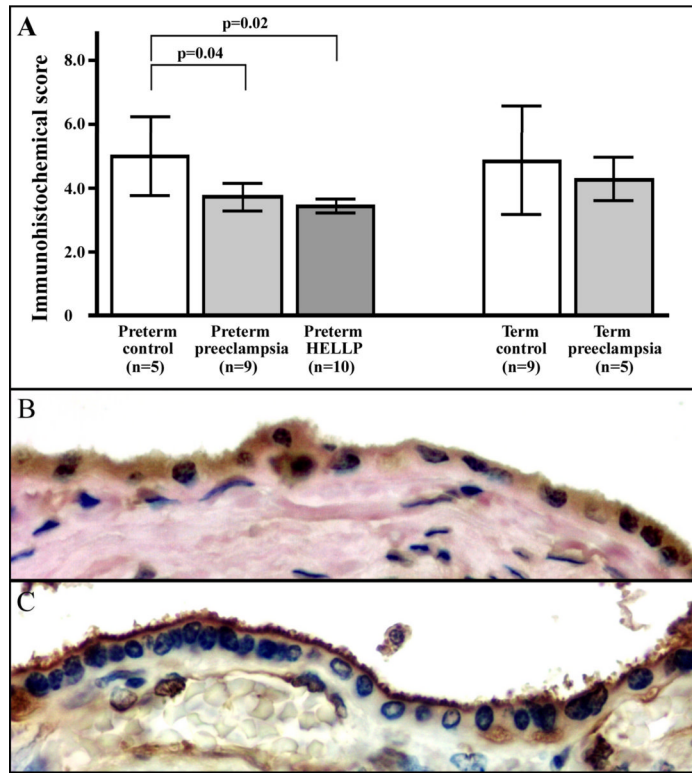 A
p=0.02
p=0.04
Immunohistochemical score
8.0
6.0
4.0
2.0
0
Preterm control (n=5)
Preterm preeclampsia (n=9)
Preterm HELLP (n=10)
Term control (n=9)
Term preeclampsia (n=5)
B
C